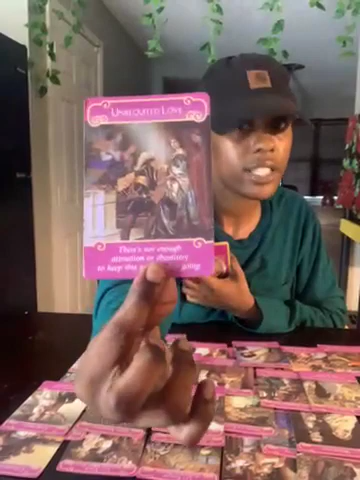 Unrequited Love
There's not enough
attraction or chemistry
to keep this going.